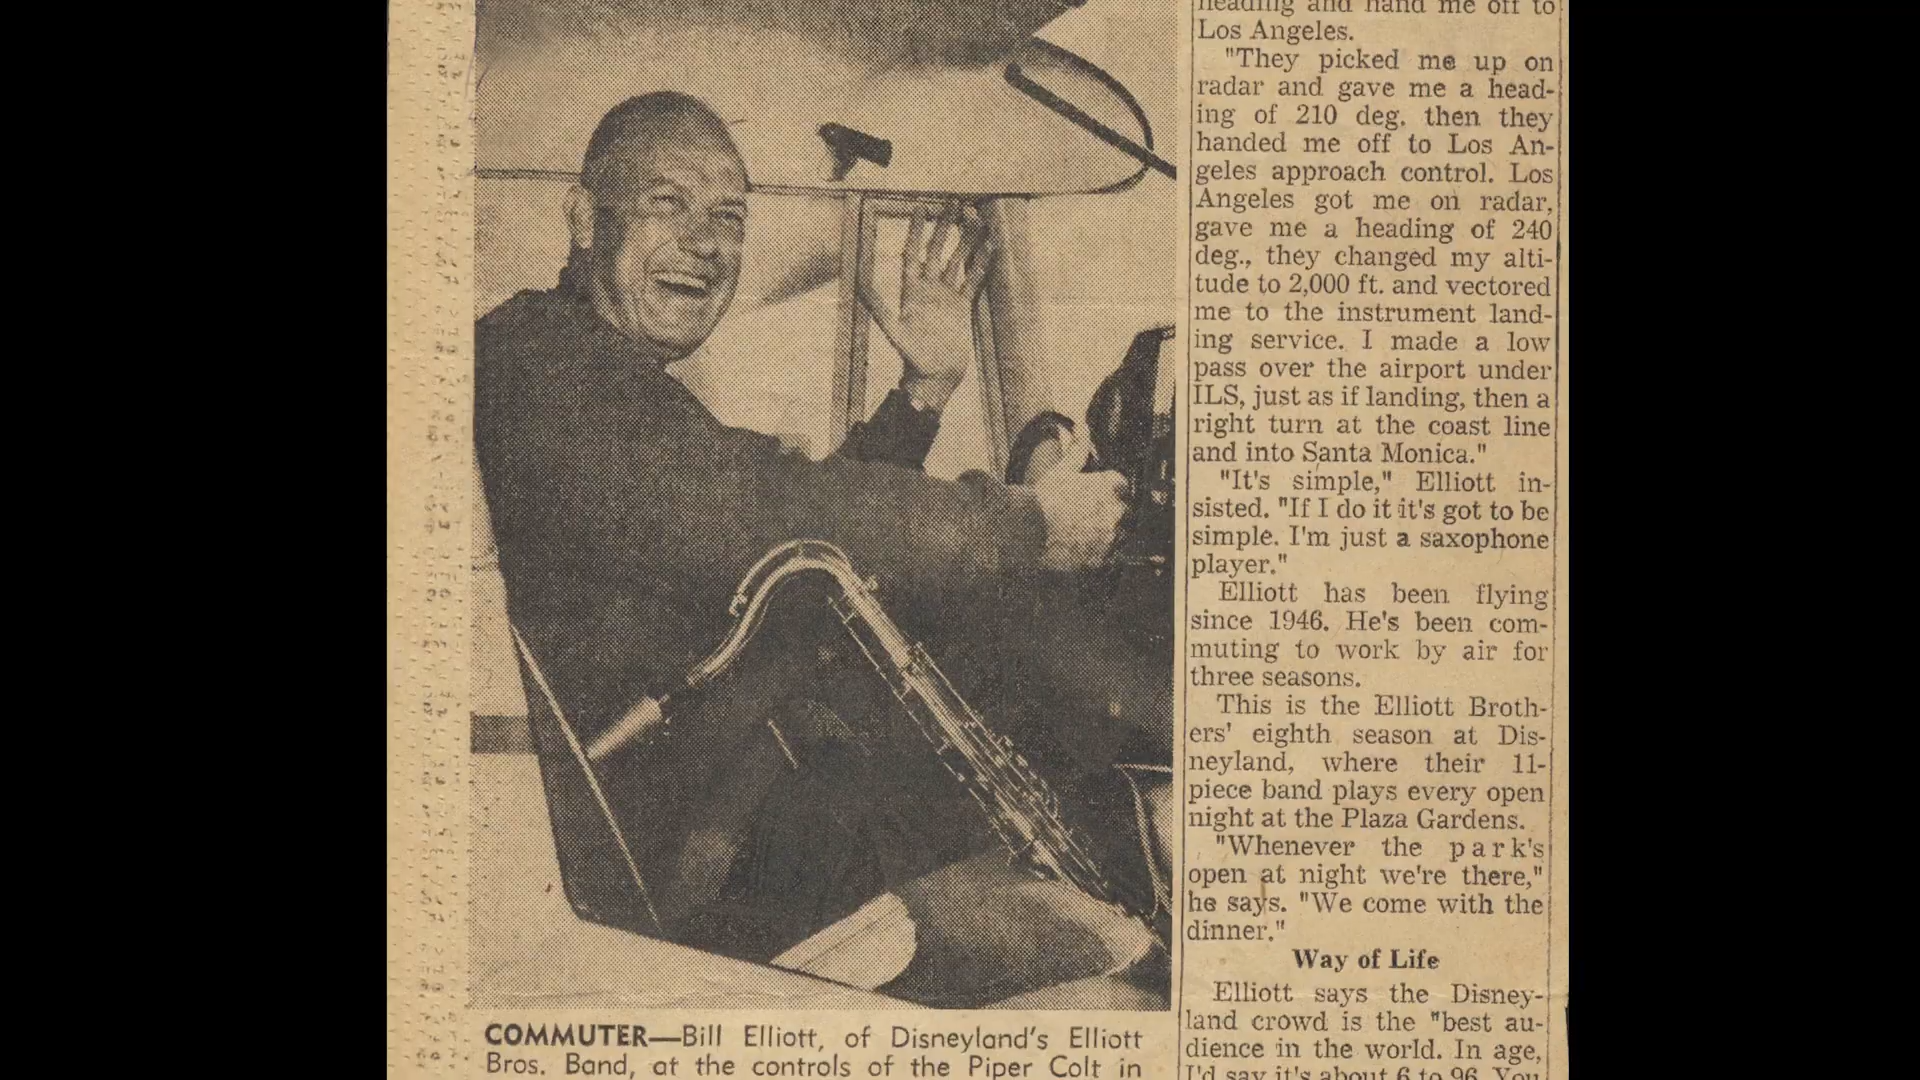 heading and hand me off to
Los Angeles.
"They picked me up on
radar and gave me a head-
ing of 210 deg. then they
handed me off to Los An-
geles approach control. Los
Angeles got me on radar,
gave me a heading of 240
deg., they changed my alti-
tude to 2,000 ft. and vectored
me to the instrument land-
ing service. I made a low
pass over the airport under
ILS, just as if landing, then a
right turn at the coast line
and into Santa Monica."
"It's simple," Elliott in-
sisted. "If I do it it's got to be
simple. I'm just a saxophone
player."
Elliott has been flying
since 1946. He's been com-
muting to work by air for
three seasons.
This is the Elliott Broth-
ers' eighth season at Dis-
neyland, where their 11-
piece band plays every open
night at the Plaza Gardens.
"Whenever the park's
open at night we're there,"
he says. "We come with the
dinner."
Way of Life
Elliott says the Disney-
land crowd is the "best au-
dience in the world. In age,
I'd say it's about 6 to 96. You
COMMUTER—Bill Elliott, of Disneyland's Elliott
Bros. Band, at the controls of the Piper Colt in